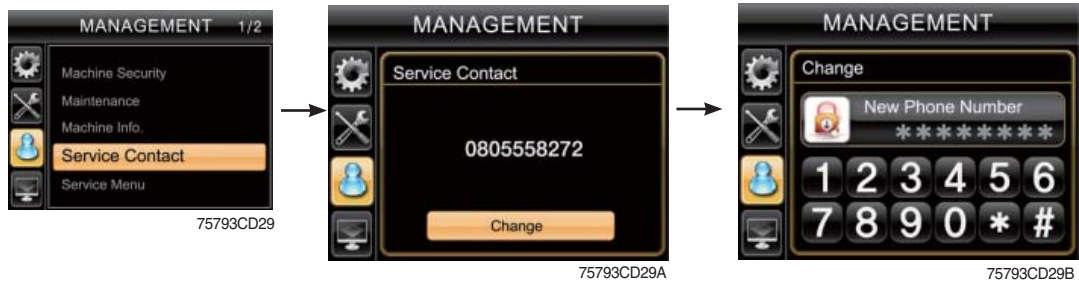 MANAGEMENT 1/2
Machine Security
Maintenance
Machine Info.
Service Contact
Service Menu
75793CD29
MANAGEMENT
Service Contact
0805558272
Change
75793CD29A
MANAGEMENT
Change
New Phone Number
********
1 2 3 4 5 6
7 8 9 0 * #
75793CD29B